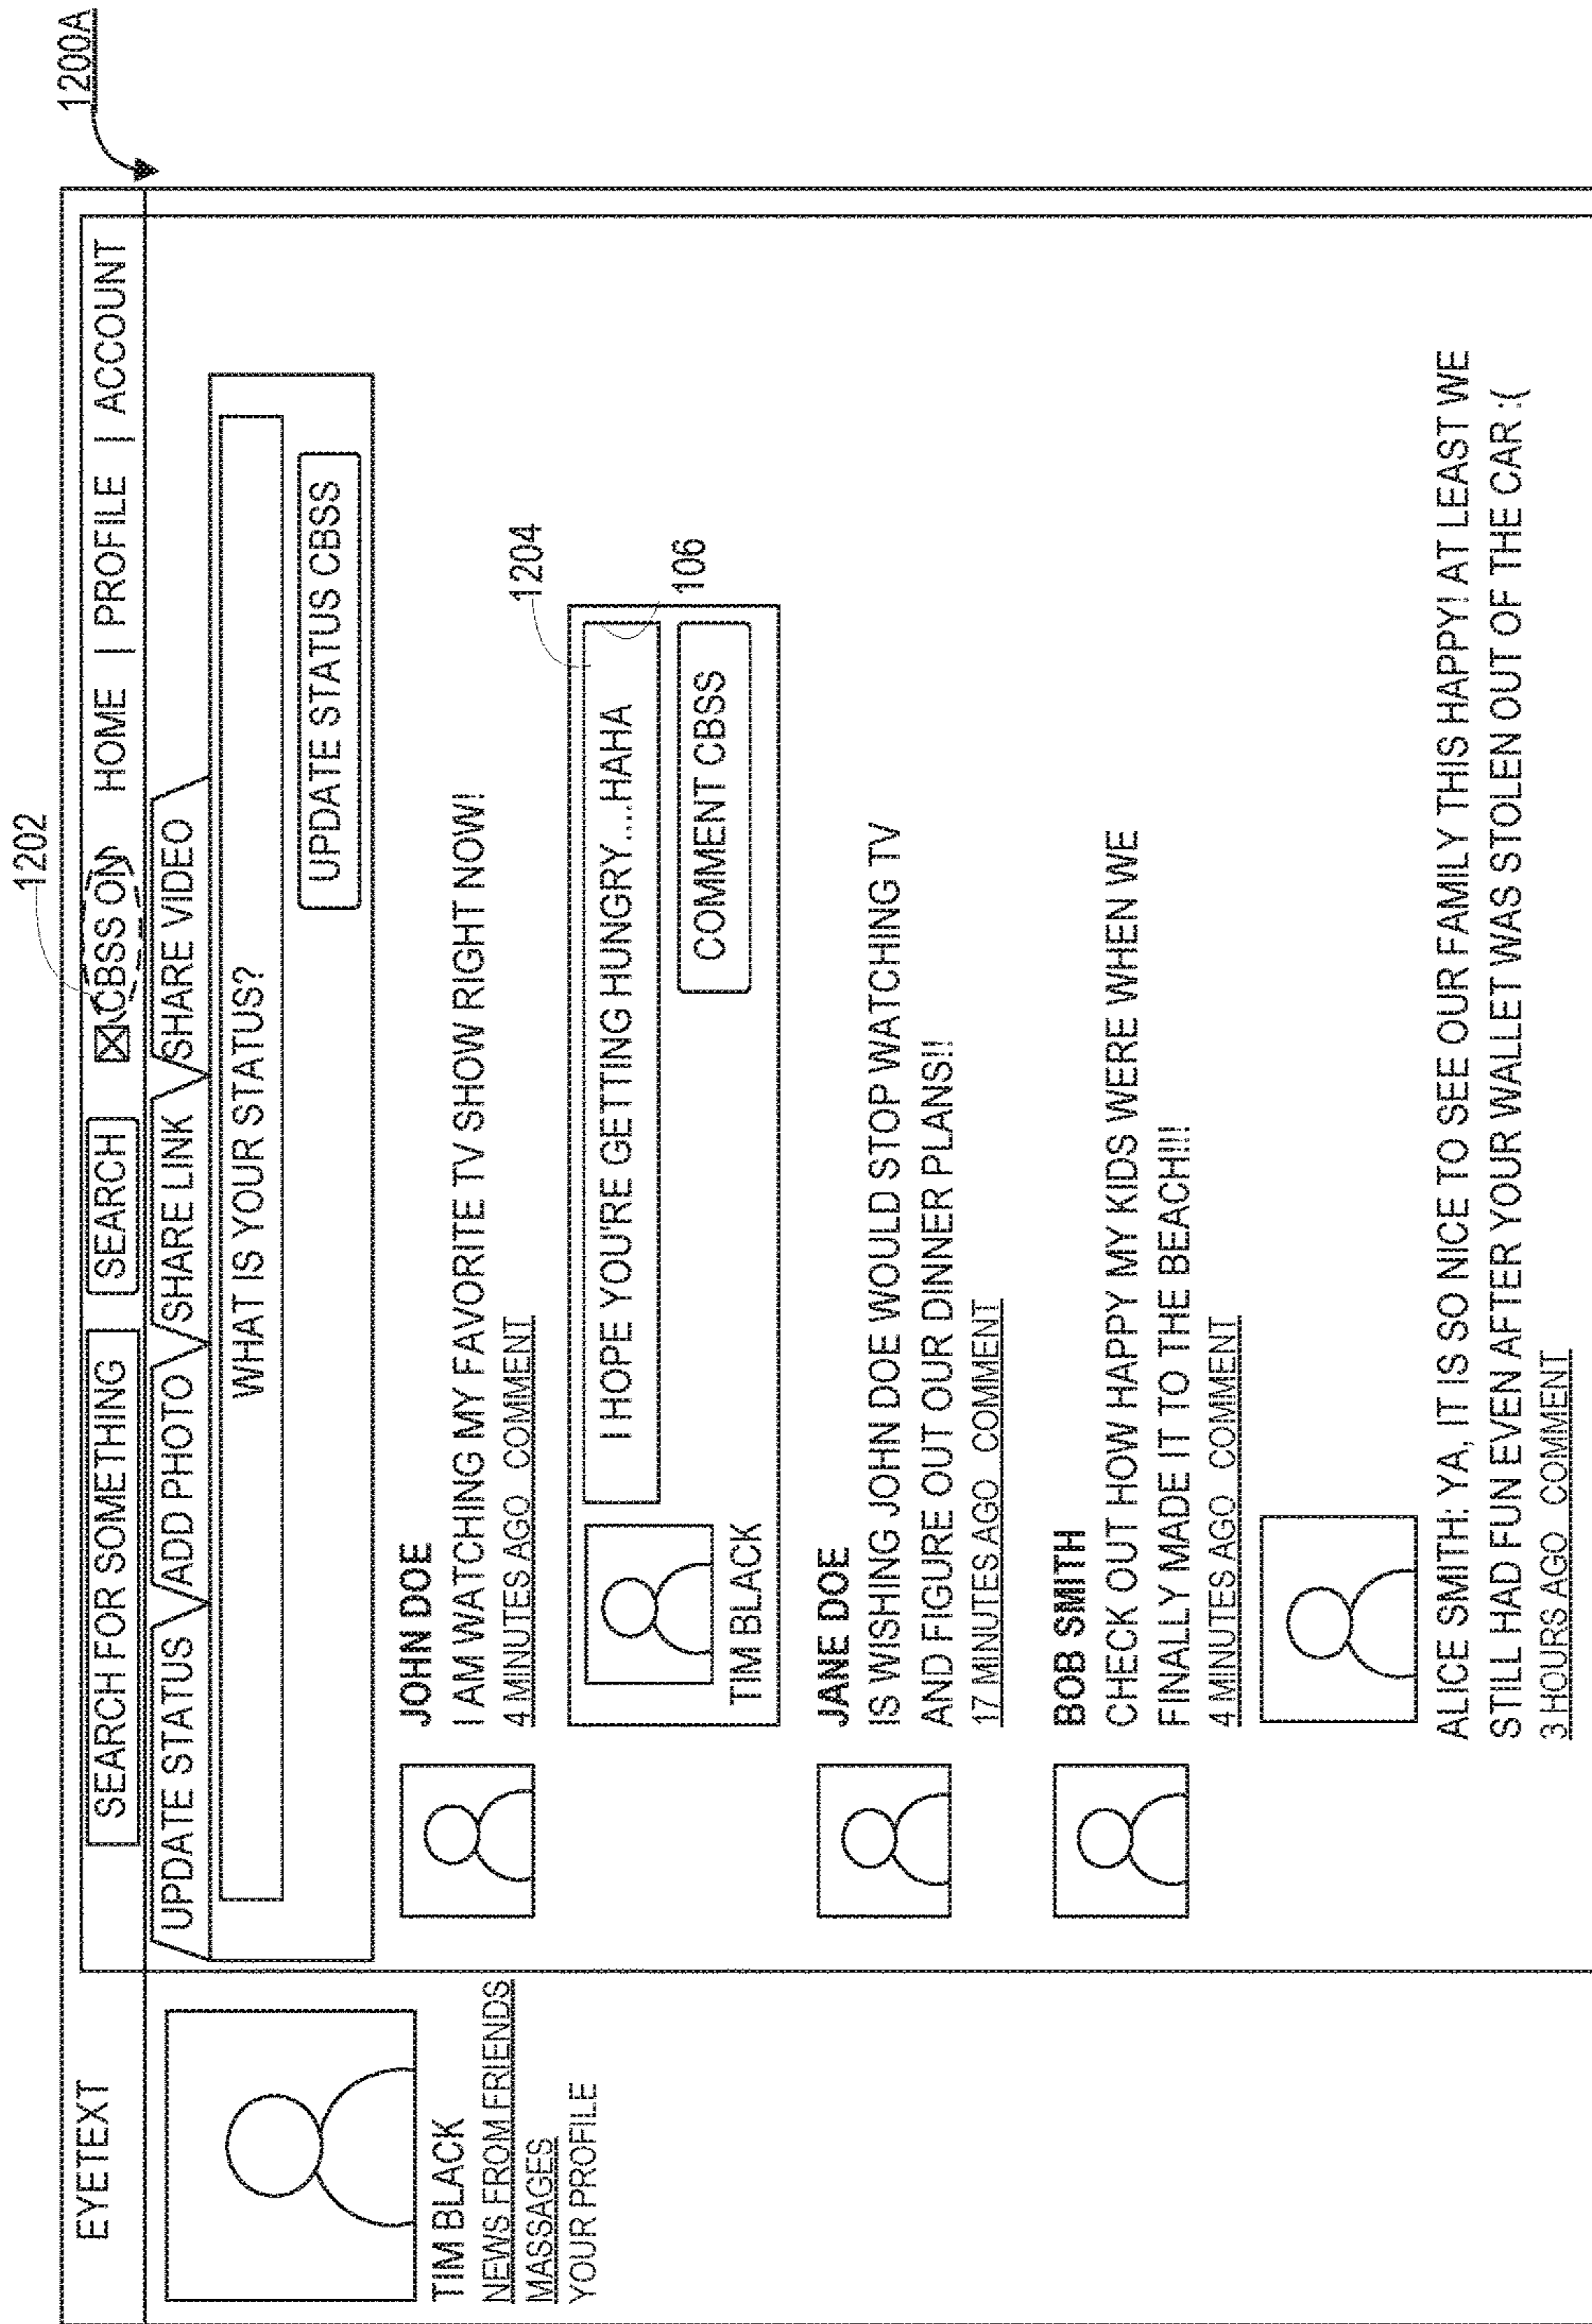 1200A
1202
EYETEXT
SEARCH FOR SOMETHING SEARCH CBSS ON HOME | PROFILE | ACCOUNT
UPDATE STATUS ADD PHOTO SHARE LINK SHARE VIDEO
WHAT IS YOUR STATUS?
UPDATE STATUS CBSS
TIM BLACK
NEWS FROM FRIENDS
MASSAGES
YOUR PROFILE
JOHN DOE
I AM WATCHING MY FAVORITE TV SHOW RIGHT NOW!
4 MINUTES AGO COMMENT
1204
I HOPE YOU'RE GETTING HUNGRY....HAHA
106
COMMENT CBSS
TIM BLACK
JANE DOE
IS WISHING JOHN DOE WOULD STOP WATCHING TV
AND FIGURE OUT OUR DINNER PLANS!!
17 MINUTES AGO COMMENT
BOB SMITH
CHECK OUT HOW HAPPY MY KIDS WERE WHEN WE
FINALLY MADE IT TO THE BEACH!!!!
4 MINUTES AGO COMMENT
ALICE SMITH: YA, IT IS SO NICE TO SEE OUR FAMILY THIS HAPPY! AT LEAST WE
STILL HAD FUN EVEN AFTER YOUR WALLET WAS STOLEN OUT OF THE CAR :(
3 HOURS AGO COMMENT